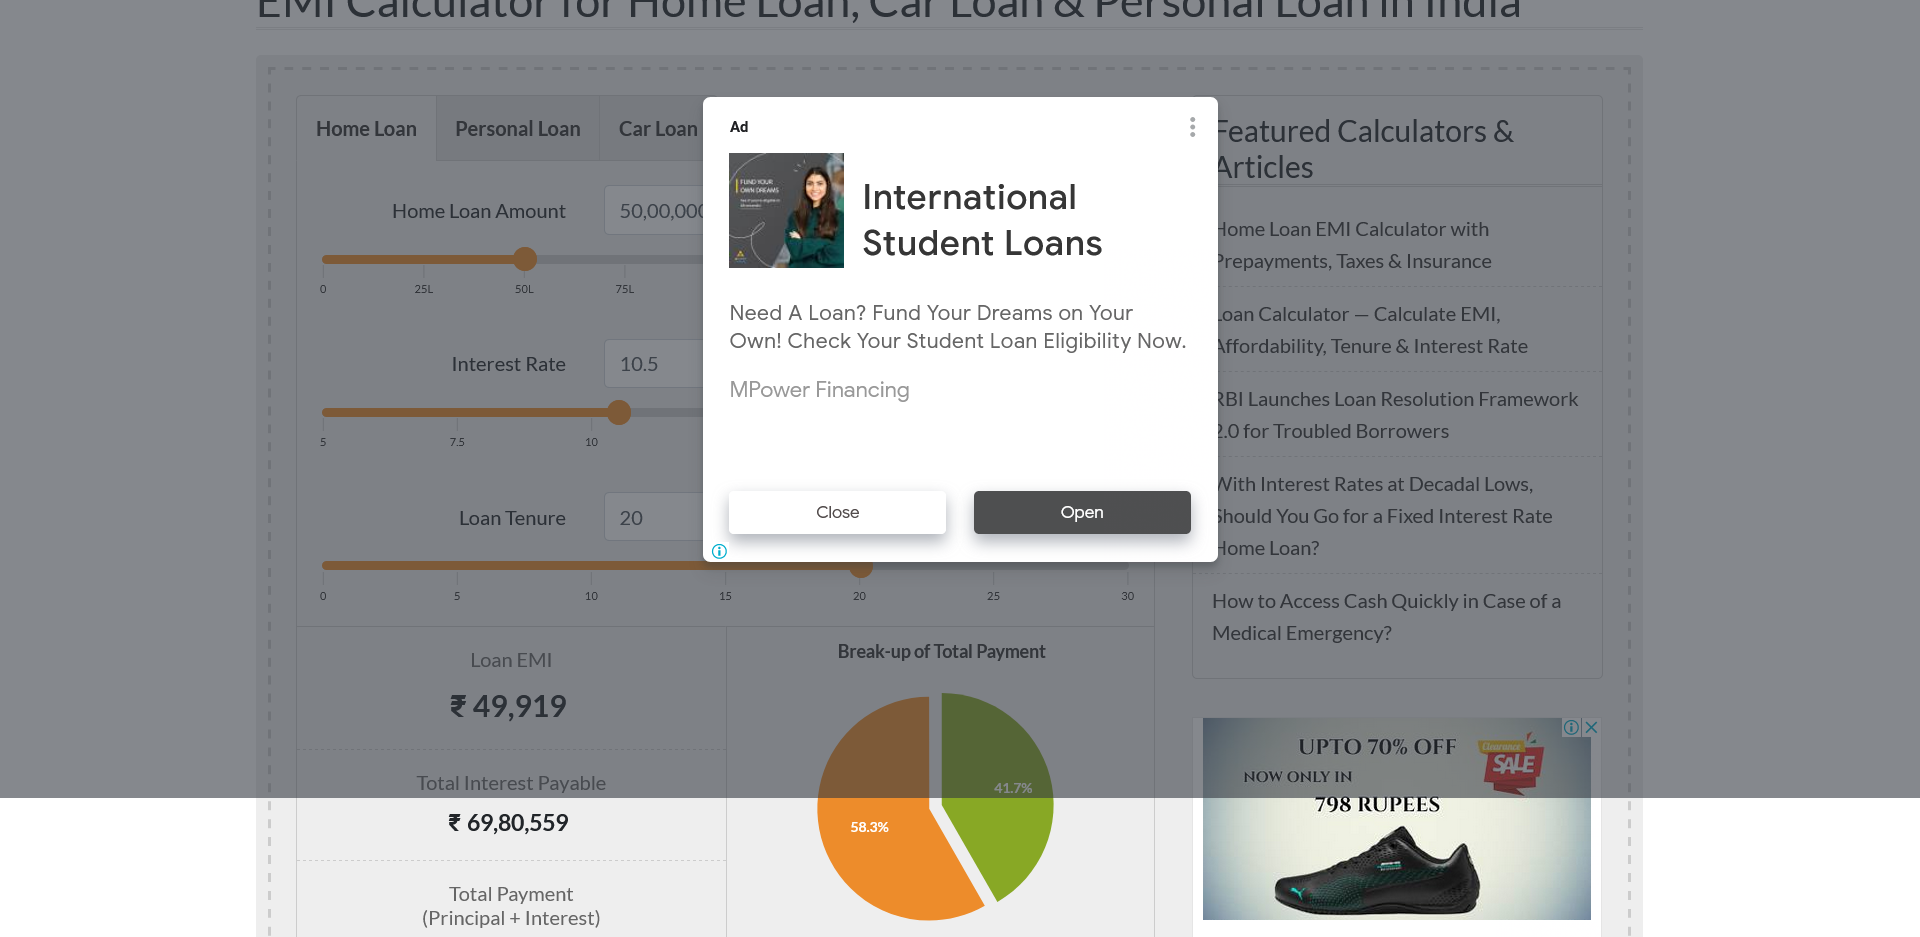 EMI Calculator for Home Loan, Car Loan & Personal Loan in India
Home Loan
Personal Loan
Car Loan
Home Loan Amount
50,00,000
0
25L
50L
75L
Interest Rate
10.5
5
7.5
10
Loan Tenure
20
0
5
10
15
20
25
30
Ad
FUND YOUR
OWN DREAMS
International
Student Loans
Need A Loan? Fund Your Dreams on Your
Own! Check Your Student Loan Eligibility Now.
MPower Financing
Close
Open
Featured Calculators &
Articles
Home Loan EMI Calculator with
Prepayments, Taxes & Insurance
Loan Calculator — Calculate EMI,
Affordability, Tenure & Interest Rate
RBI Launches Loan Resolution Framework
2.0 for Troubled Borrowers
With Interest Rates at Decadal Lows,
Should You Go for a Fixed Interest Rate
Home Loan?
How to Access Cash Quickly in Case of a
Medical Emergency?
Loan EMI
₹ 49,919
Total Interest Payable
₹ 69,80,559
Total Payment
(Principal + Interest)
Break-up of Total Payment
41.7%
58.3%
UPTO 70% OFF
NOW ONLY IN
798 RUPEES
Clearance
SALE